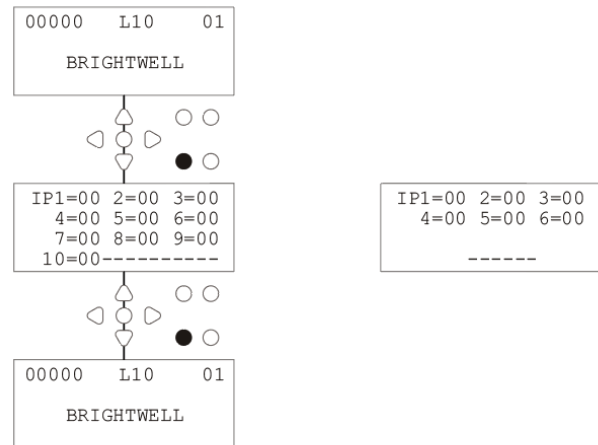 00000 L10 01
BRIGHTWELL
IP1=00 2=00 3=00
4=00 5=00 6=00
7=00 8=00 9=00
10=00----------
IP1=00 2=00 3=00
4=00 5=00 6=00
------
00000 L10 01
BRIGHTWELL